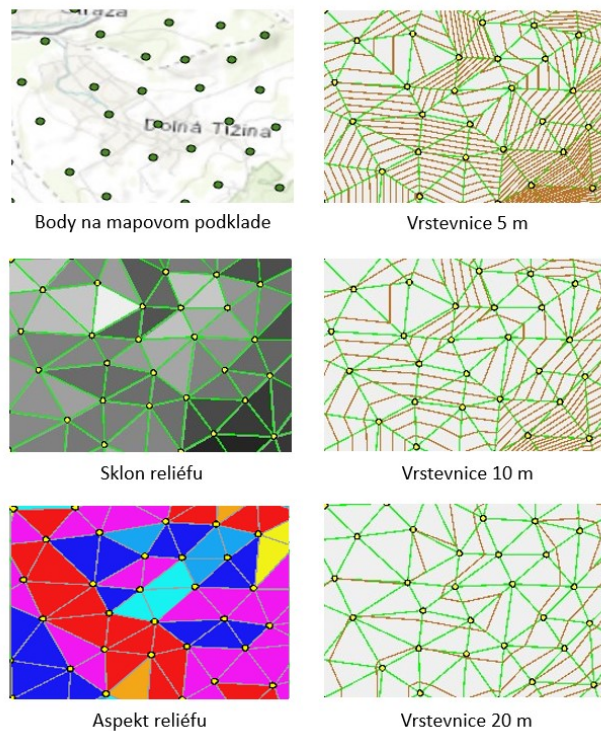 Dolná Tižina
Body na mapovom podklade
Vrstevnice 5 m
Sklon reliéfu
Vrstevnice 10 m
Aspekt reliéfu
Vrstevnice 20 m